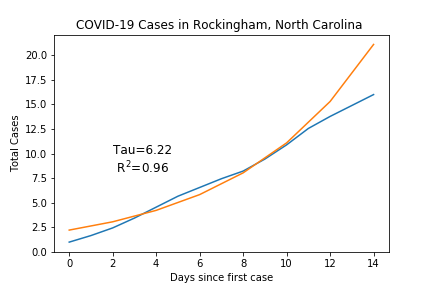 COVID-19 Cases in Rockingham, North Carolina
20.0
17.5
15.0
12.5
10.0
7.5
5.0
2.5
0.0
Total Cases
Tau=6.22
R²=0.96
0 2 4 6 8 10 12 14
Days since first case